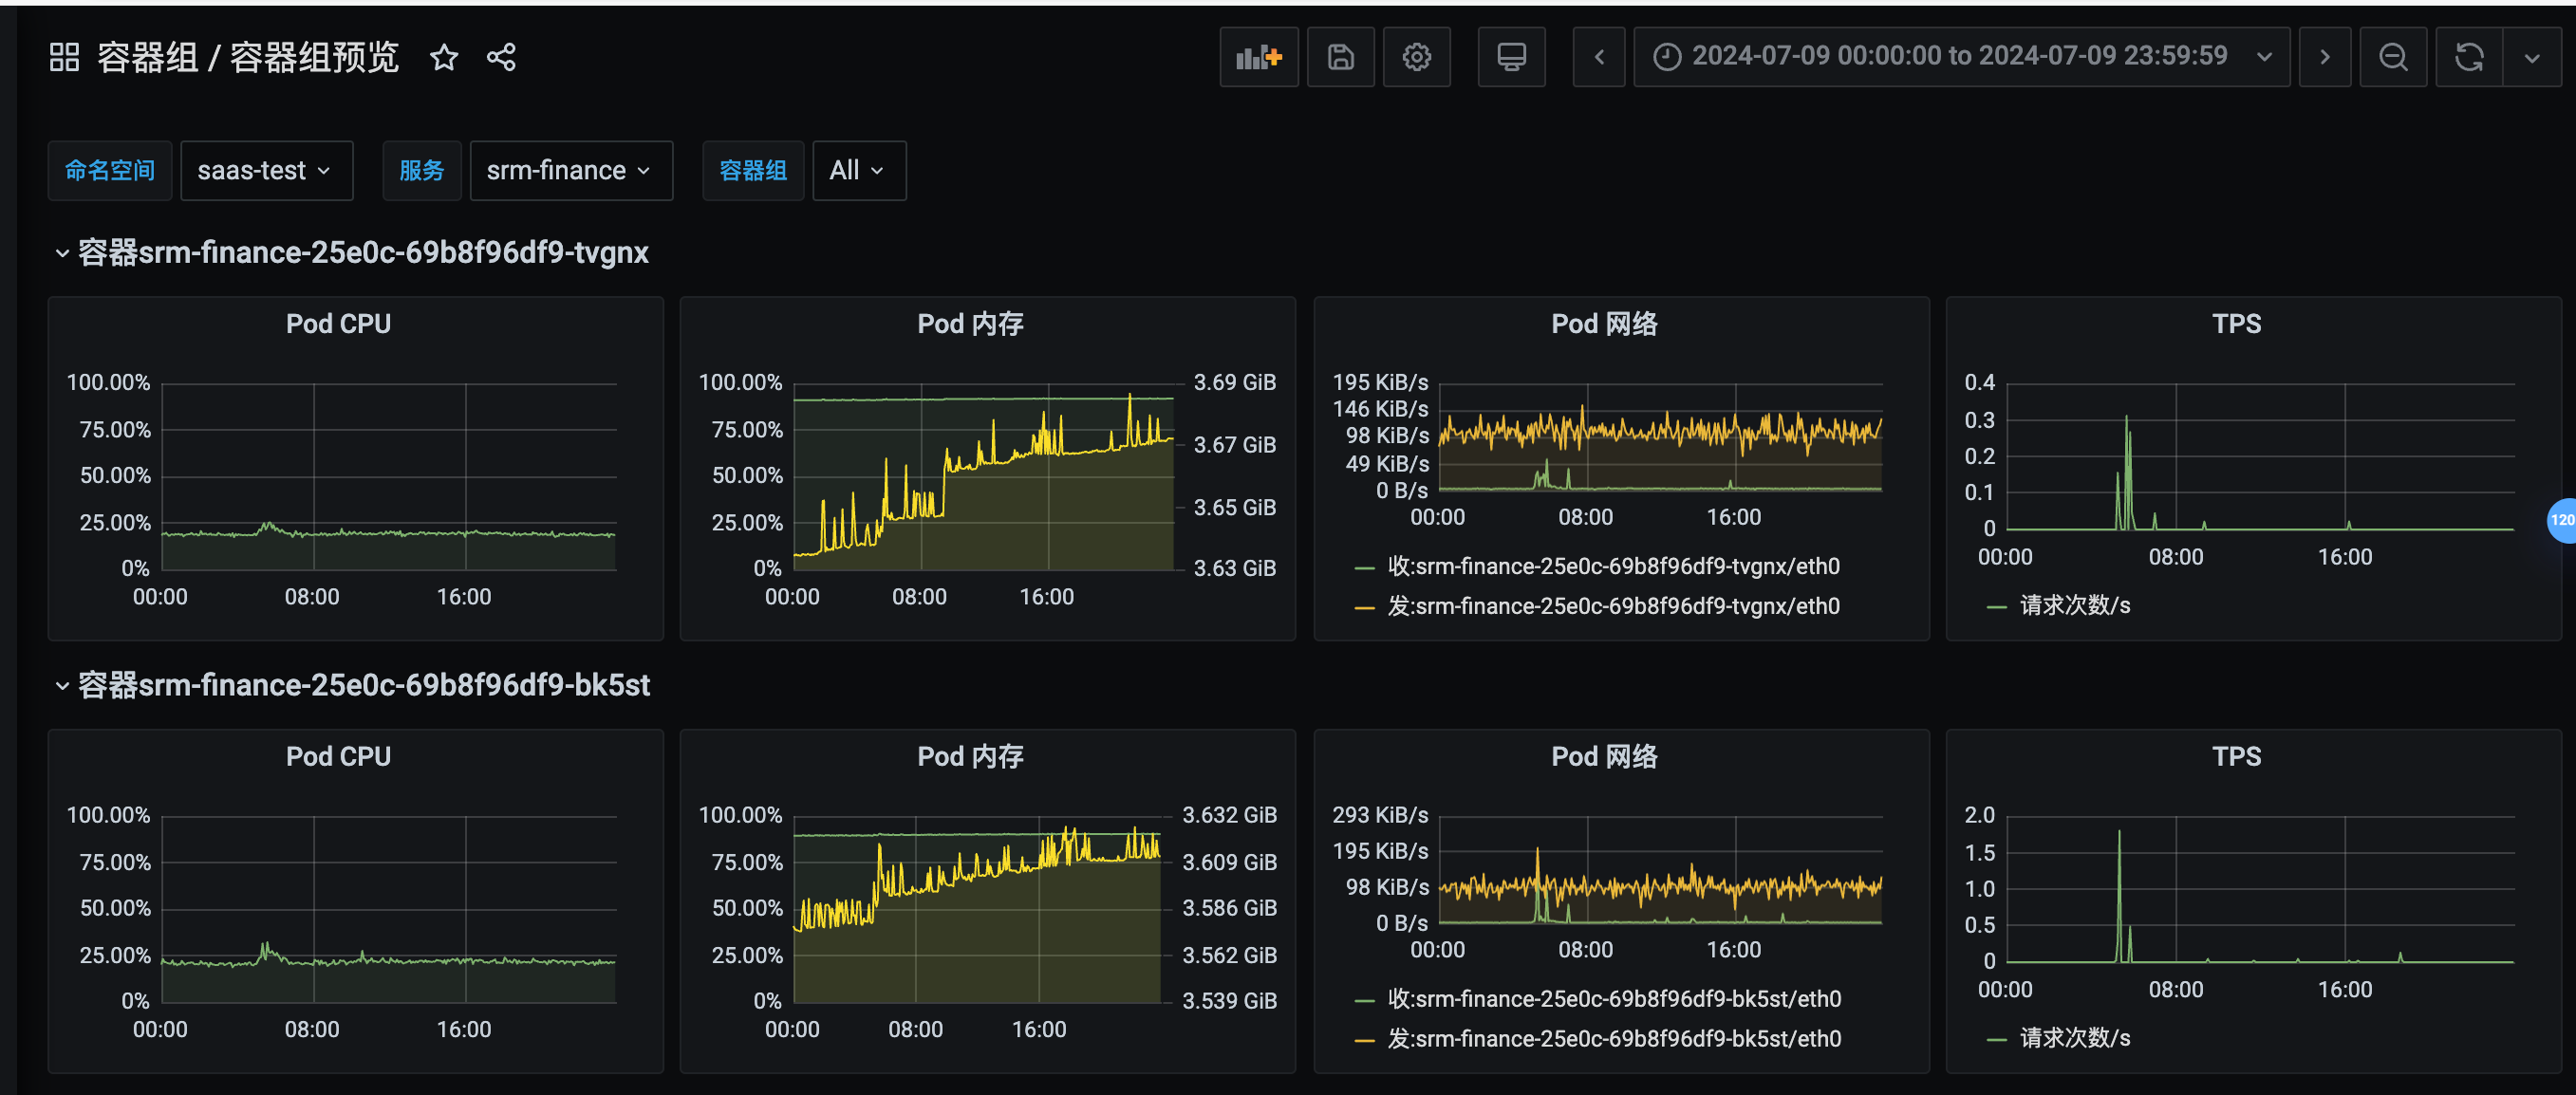 容器组 / 容器组预览
2024-07-09 00:00:00 to 2024-07-09 23:59:59
命名空间 saas-test 服务 srm-finance 容器组 All
容器srm-finance-25e0c-69b8f96df9-tvgnx
Pod CPU
100.00%
75.00%
50.00%
25.00%
0%
00:00 08:00 16:00
Pod 内存
100.00% 3.69 GiB
75.00% 3.67 GiB
50.00% 3.65 GiB
25.00% 3.63 GiB
0%
00:00 08:00 16:00
Pod 网络
195 KiB/s
146 KiB/s
98 KiB/s
49 KiB/s
0 B/s
00:00 08:00 16:00
收:srm-finance-25e0c-69b8f96df9-tvgnx/eth0
发:srm-finance-25e0c-69b8f96df9-tvgnx/eth0
TPS
0.4
0.3
0.2
0.1
0
00:00 08:00 16:00
请求次数/s
120
容器srm-finance-25e0c-69b8f96df9-bk5st
Pod CPU
100.00%
75.00%
50.00%
25.00%
0%
00:00 08:00 16:00
Pod 内存
100.00% 3.632 GiB
75.00% 3.609 GiB
50.00% 3.586 GiB
25.00% 3.562 GiB
0% 3.539 GiB
00:00 08:00 16:00
Pod 网络
293 KiB/s
195 KiB/s
98 KiB/s
0 B/s
00:00 08:00 16:00
收:srm-finance-25e0c-69b8f96df9-bk5st/eth0
发:srm-finance-25e0c-69b8f96df9-bk5st/eth0
TPS
2.0
1.5
1.0
0.5
0
00:00 08:00 16:00
请求次数/s